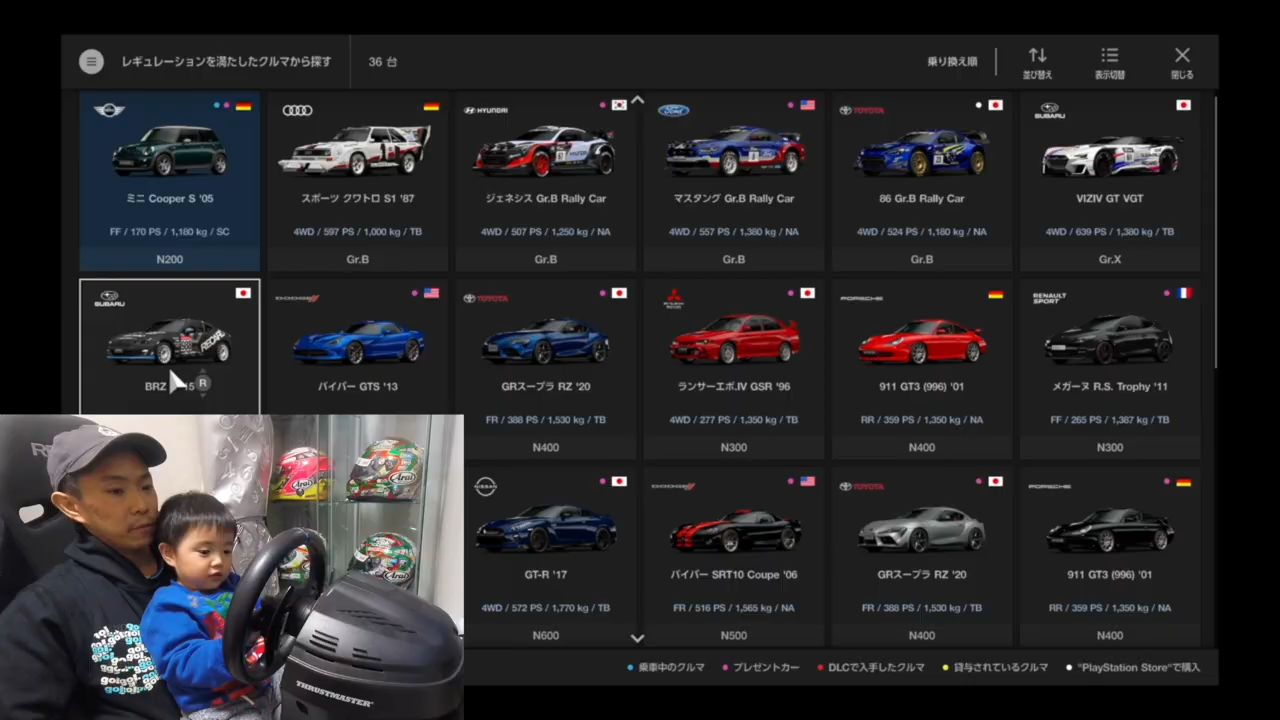 レギュレーションを満たしたクルマから探す
36 台
乗り換え順
並び替え
表示切替
閉じる
MINI
ミニ Cooper S '05
FF / 170 PS / 1,180 kg / SC
N200
スポーツ クワトロ S1 '87
4WD / 597 PS / 1,000 kg / TB
Gr.B
HYUNDAI
ジェネシス Gr.B Rally Car
4WD / 507 PS / 1,250 kg / NA
Gr.B
Ford
マスタング Gr.B Rally Car
4WD / 557 PS / 1,380 kg / NA
Gr.B
TOYOTA
86 Gr.B Rally Car
4WD / 524 PS / 1,180 kg / NA
Gr.B
SUBARU
VIZIV GT VGT
4WD / 639 PS / 1,380 kg / TB
Gr.X
SUBARU
RECARO
BRZ
15
R
DODGE
バイパー GTS '13
TOYOTA
GRスープラ RZ '20
FR / 388 PS / 1,530 kg / TB
N400
MITSUBISHI MOTORS
ランサーエボ.IV GSR '96
4WD / 277 PS / 1,350 kg / TB
N300
PORSCHE
911 GT3 (996) '01
RR / 359 PS / 1,350 kg / NA
N400
RENAULT SPORT
メガーヌ R.S. Trophy '11
FF / 265 PS / 1,387 kg / TB
N300
NISSAN
GT-R '17
4WD / 572 PS / 1,770 kg / TB
N600
DODGE
バイパー SRT10 Coupe '06
FR / 516 PS / 1,565 kg / NA
N500
TOYOTA
GRスープラ RZ '20
FR / 388 PS / 1,530 kg / TB
N400
PORSCHE
911 GT3 (996) '01
RR / 359 PS / 1,350 kg / NA
N400
乗車中のクルマ
プレゼントカー
DLCで入手したクルマ
貸与されているクルマ
"PlayStation Store"で購入
Arai
Arai
Arai
THRUSTMASTER